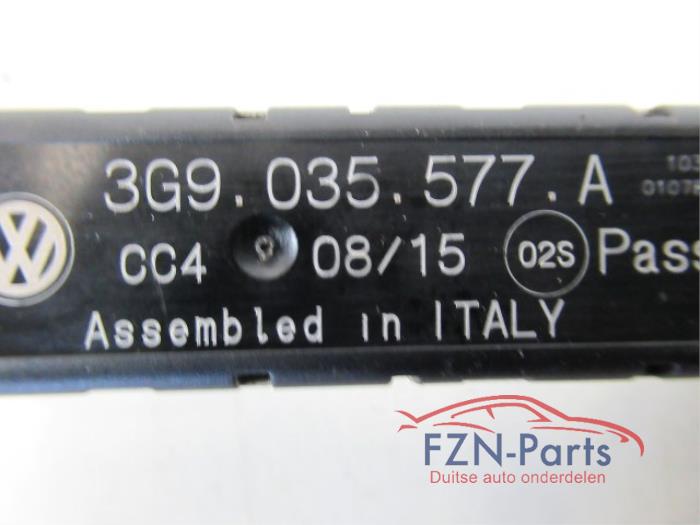 3G9.035.577.A
CC4 08/15 02S Pass
Assembled in ITALY
FZN-Parts
Duitse auto onderdelen